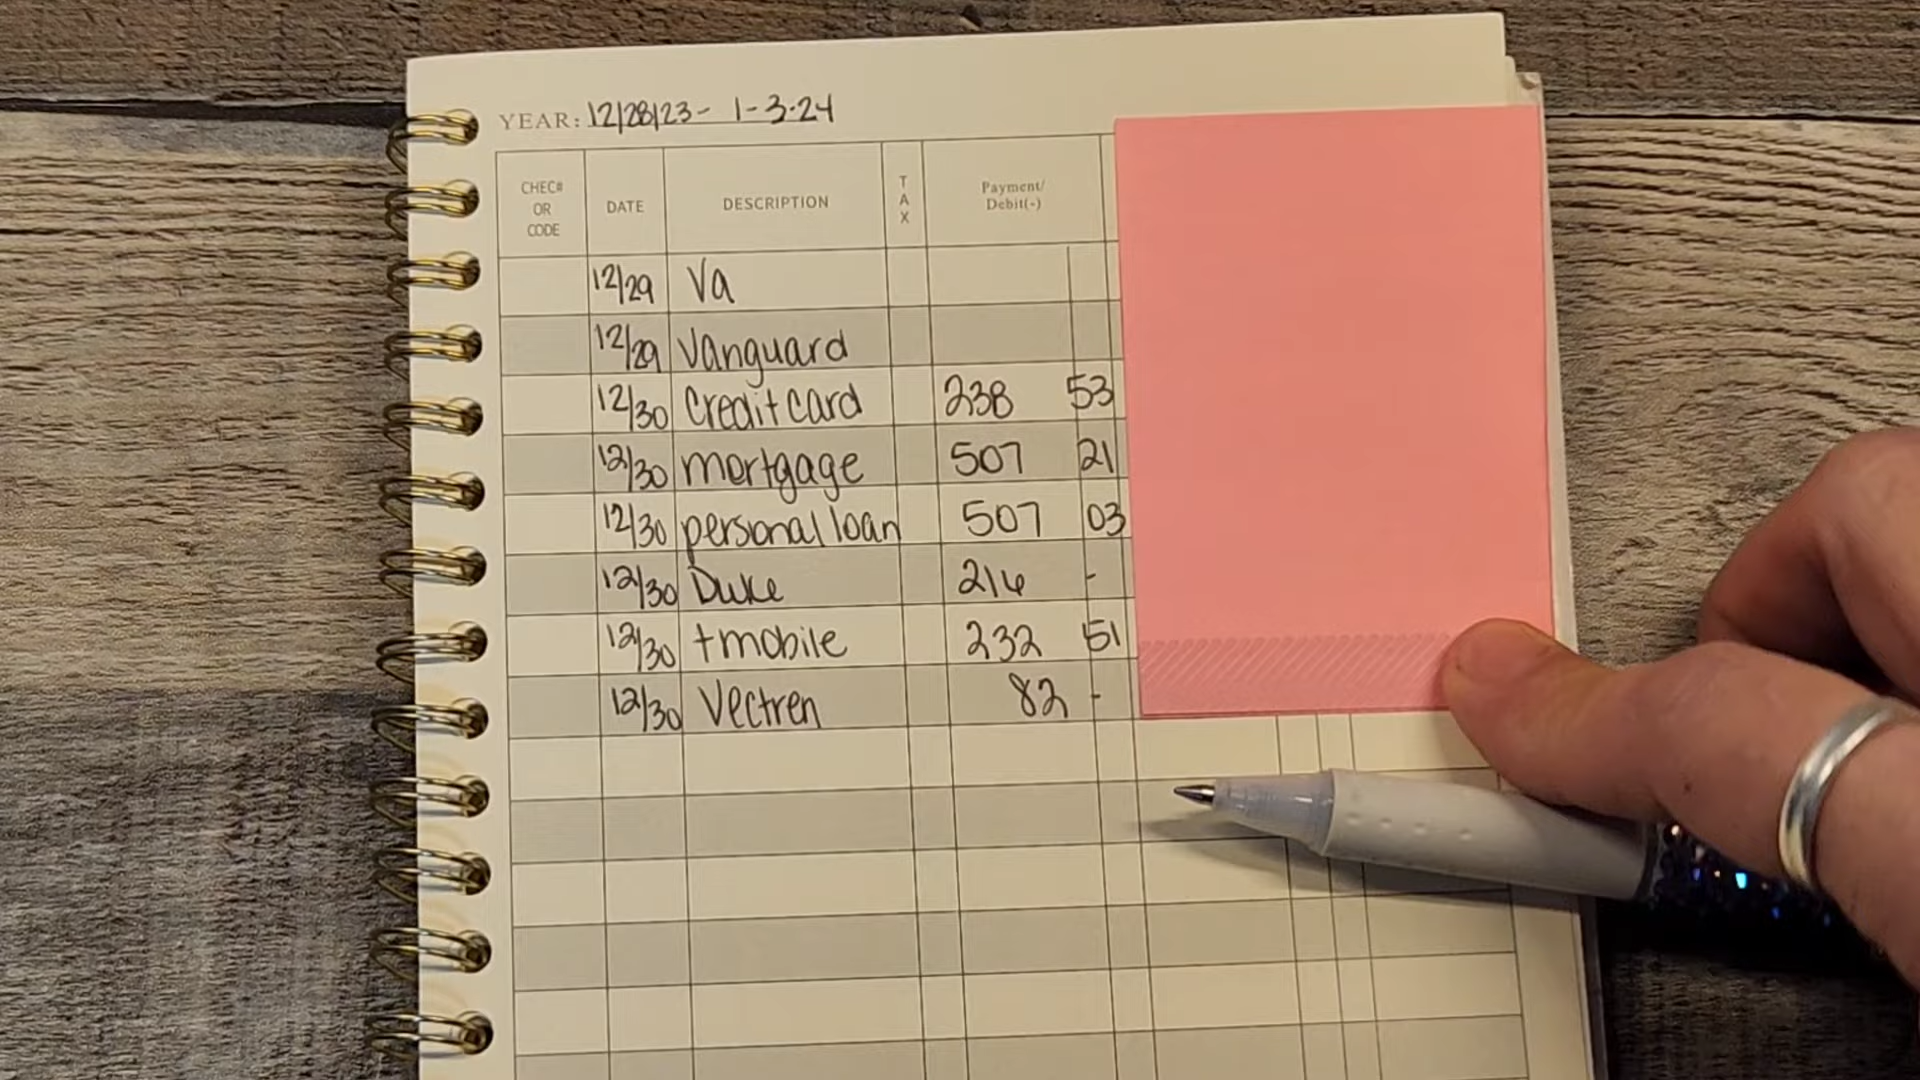 YEAR: 12/28/23 - 1-3-24
CHEC# OR CODE DATE DESCRIPTION TAX Payment/ Debit(-)
12/29 Va
12/29 Vanguard
12/30 Credit card 238 53
12/30 mortgage 507 21
12/30 personal loan 507 03
12/30 Duke 216 -
12/30 tmobile 232 51
12/30 Vectren 82 -